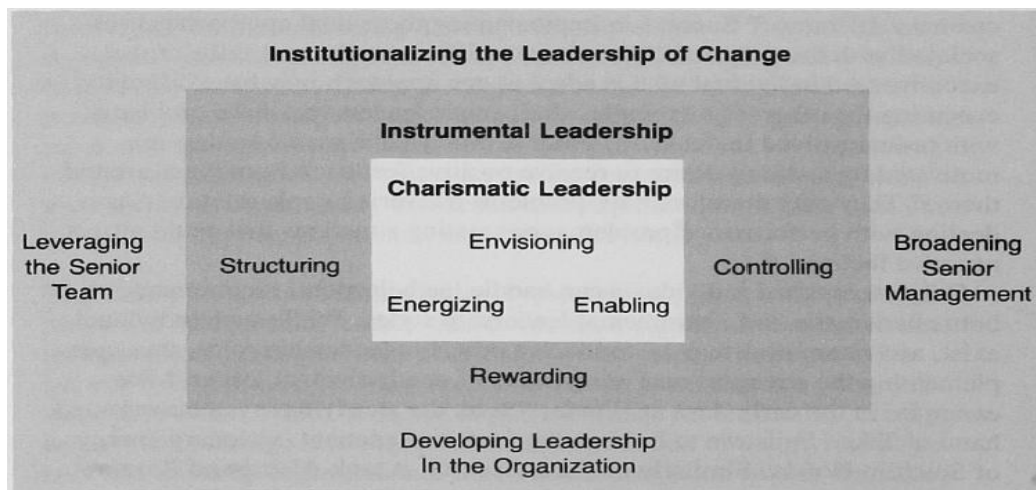 Institutionalizing the Leadership of Change
Instrumental Leadership
Charismatic Leadership
Envisioning
Energizing
Enabling
Structuring
Controlling
Rewarding
Leveraging
the Senior
Team
Broadening
Senior
Management
Developing Leadership
In the Organization